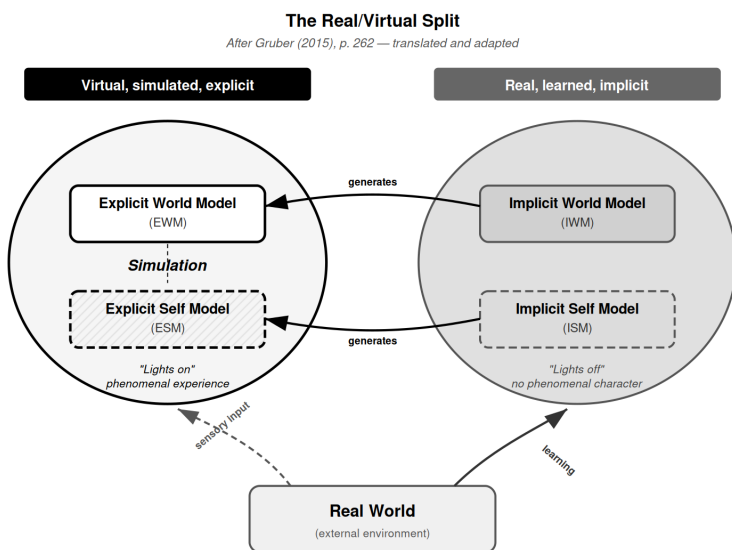 The Real/Virtual Split
After Gruber (2015), p. 262 — translated and adapted
Virtual, simulated, explicit
Real, learned, implicit
Explicit World Model
(EWM)
generates
Implicit World Model
(IWM)
Simulation
Explicit Self Model
(ESM)
generates
Implicit Self Model
(ISM)
"Lights on"
phenomenal experience
"Lights off"
no phenomenal character
sensory input
learning
Real World
(external environment)